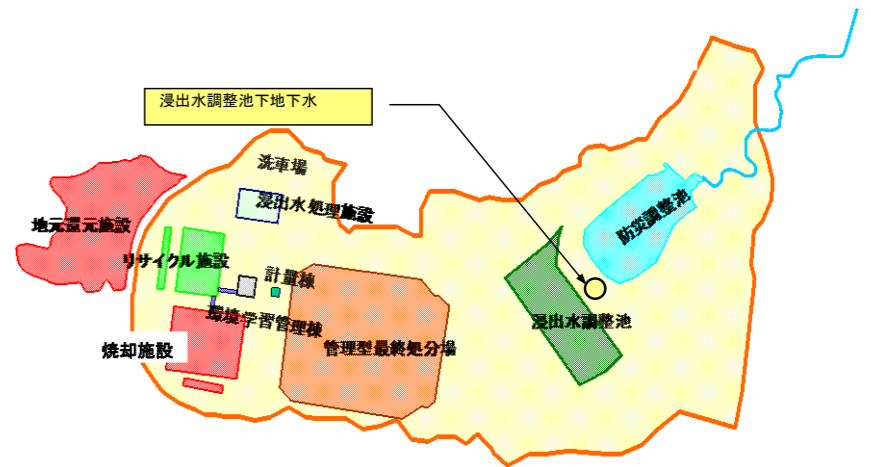 浸出水調整池下地下水
洗車場
浸出水処理施設
防災調整池
地元還元施設
リサイクル施設
計量棟
環境学習管理棟
浸出水調整池
焼却施設
管理型最終処分場